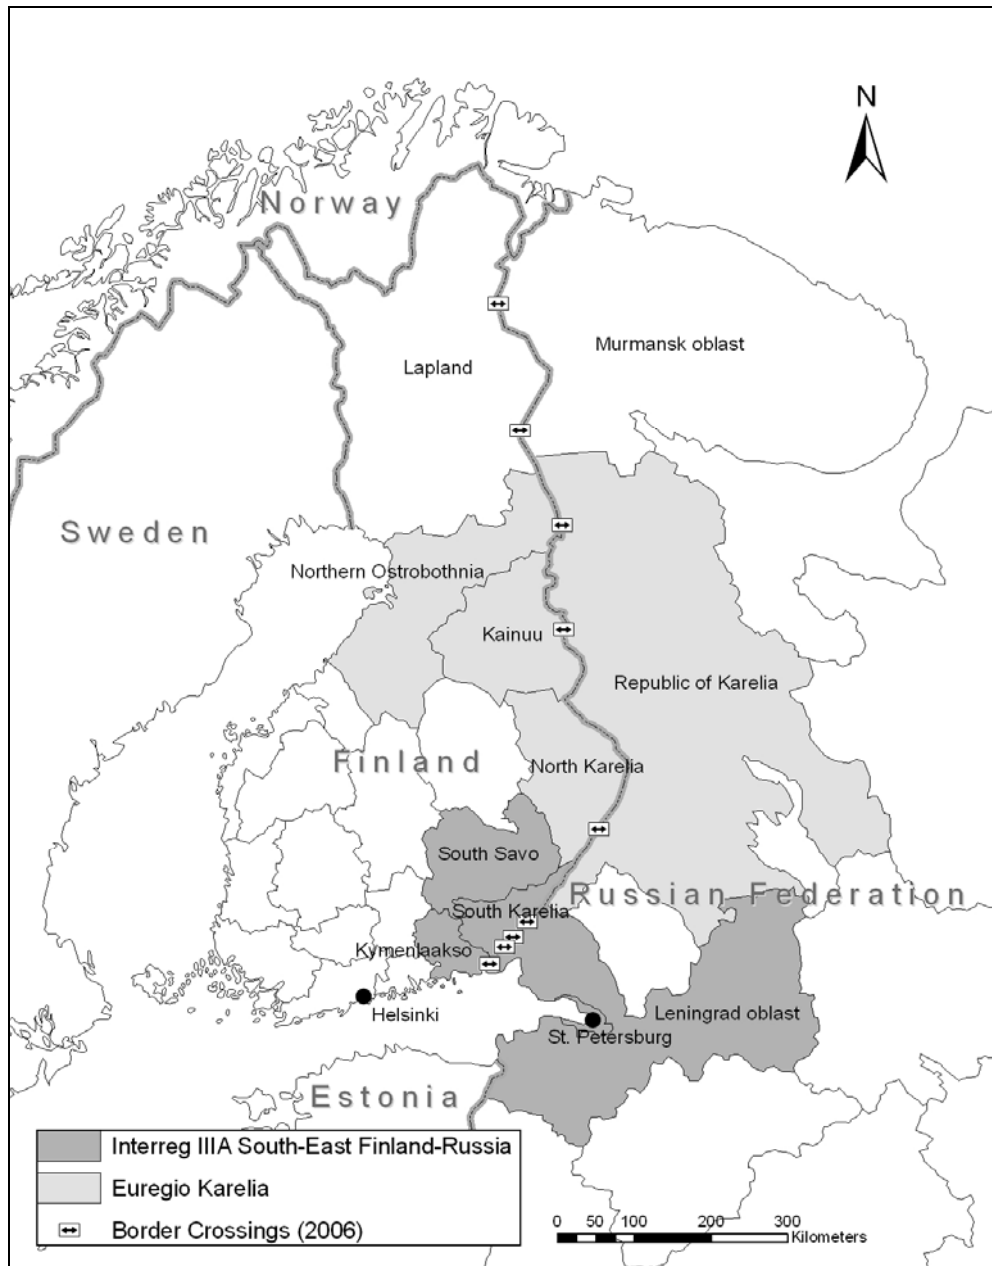 N
Norway
Murmansk oblast
Lapland
Sweden
Northern Ostrobothnia
Kainuu
Republic of Karelia
Finland
North Karelia
South Savo
Russian Federation
South Karelia
Kymenlaakso
Helsinki
Leningrad oblast
St. Petersburg
Estonia
Interreg IIIA South-East Finland-Russia
Euregio Karelia
Border Crossings (2006)
0 50 100 200 300
Kilometers